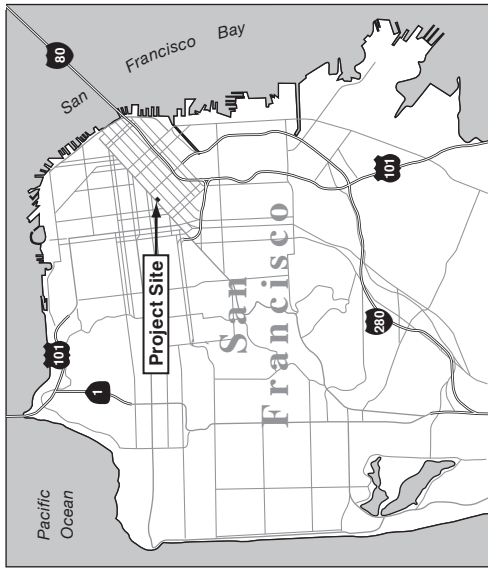 80
San Francisco Bay
101
Project Site
101
1
San
Francisco
280
Pacific
Ocean